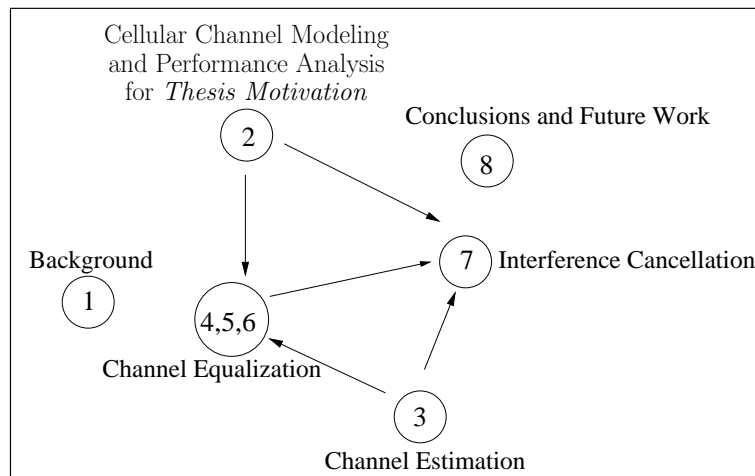 Cellular Channel Modeling
and Performance Analysis
for Thesis Motivation
2
Conclusions and Future Work
8
7
Interference Cancellation
Background
1
4,5,6
Channel Equalization
3
Channel Estimation